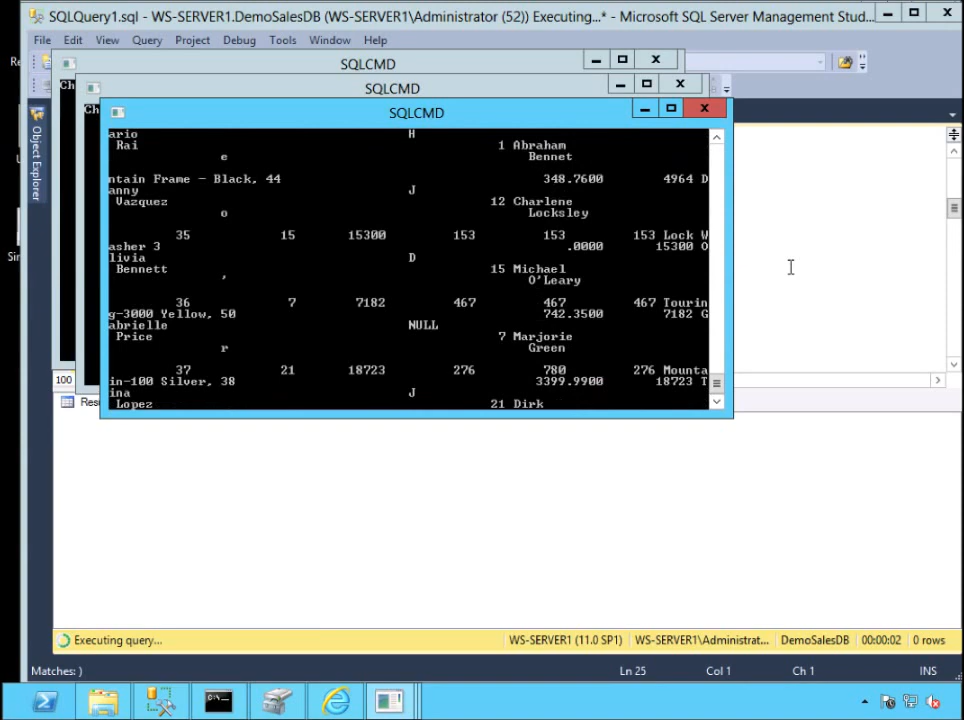 SQLQuery1.sql - WS-SERVER1.DemoSalesDB (WS-SERVER1\Administrator (52)) Executing...* - Microsoft SQL Server Management Stud...
File Edit View Query Project Debug Tools Window Help
SQLCMD
Ch
SQLCMD
Ch
SQLCMD
Object Explorer
ario H
Rai 1 Abraham
e Bennet
ntain Frame - Black, 44 348.7600 4964 D
anny J
Vazquez 12 Charlene
o Locksley
35 15 15300 153 153 153 Lock W
asher 3 .0000 15300 O
livia D
Bennett 15 Michael
, O'Leary
36 7 7182 467 467 467 Tourin
g-3000 Yellow, 50 742.3500 7182 G
abrielle NULL
Price 7 Marjorie
r Green
37 21 18723 276 780 276 Mounta
in-100 Silver, 38 3399.9900 18723 T
ina J
Lopez 21 Dirk
100
Res
Executing query... WS-SERVER1 (11.0 SP1) WS-SERVER1\Administrat... DemoSalesDB 00:00:02 0 rows
Matches: ) Ln 25 Col 1 Ch 1 INS